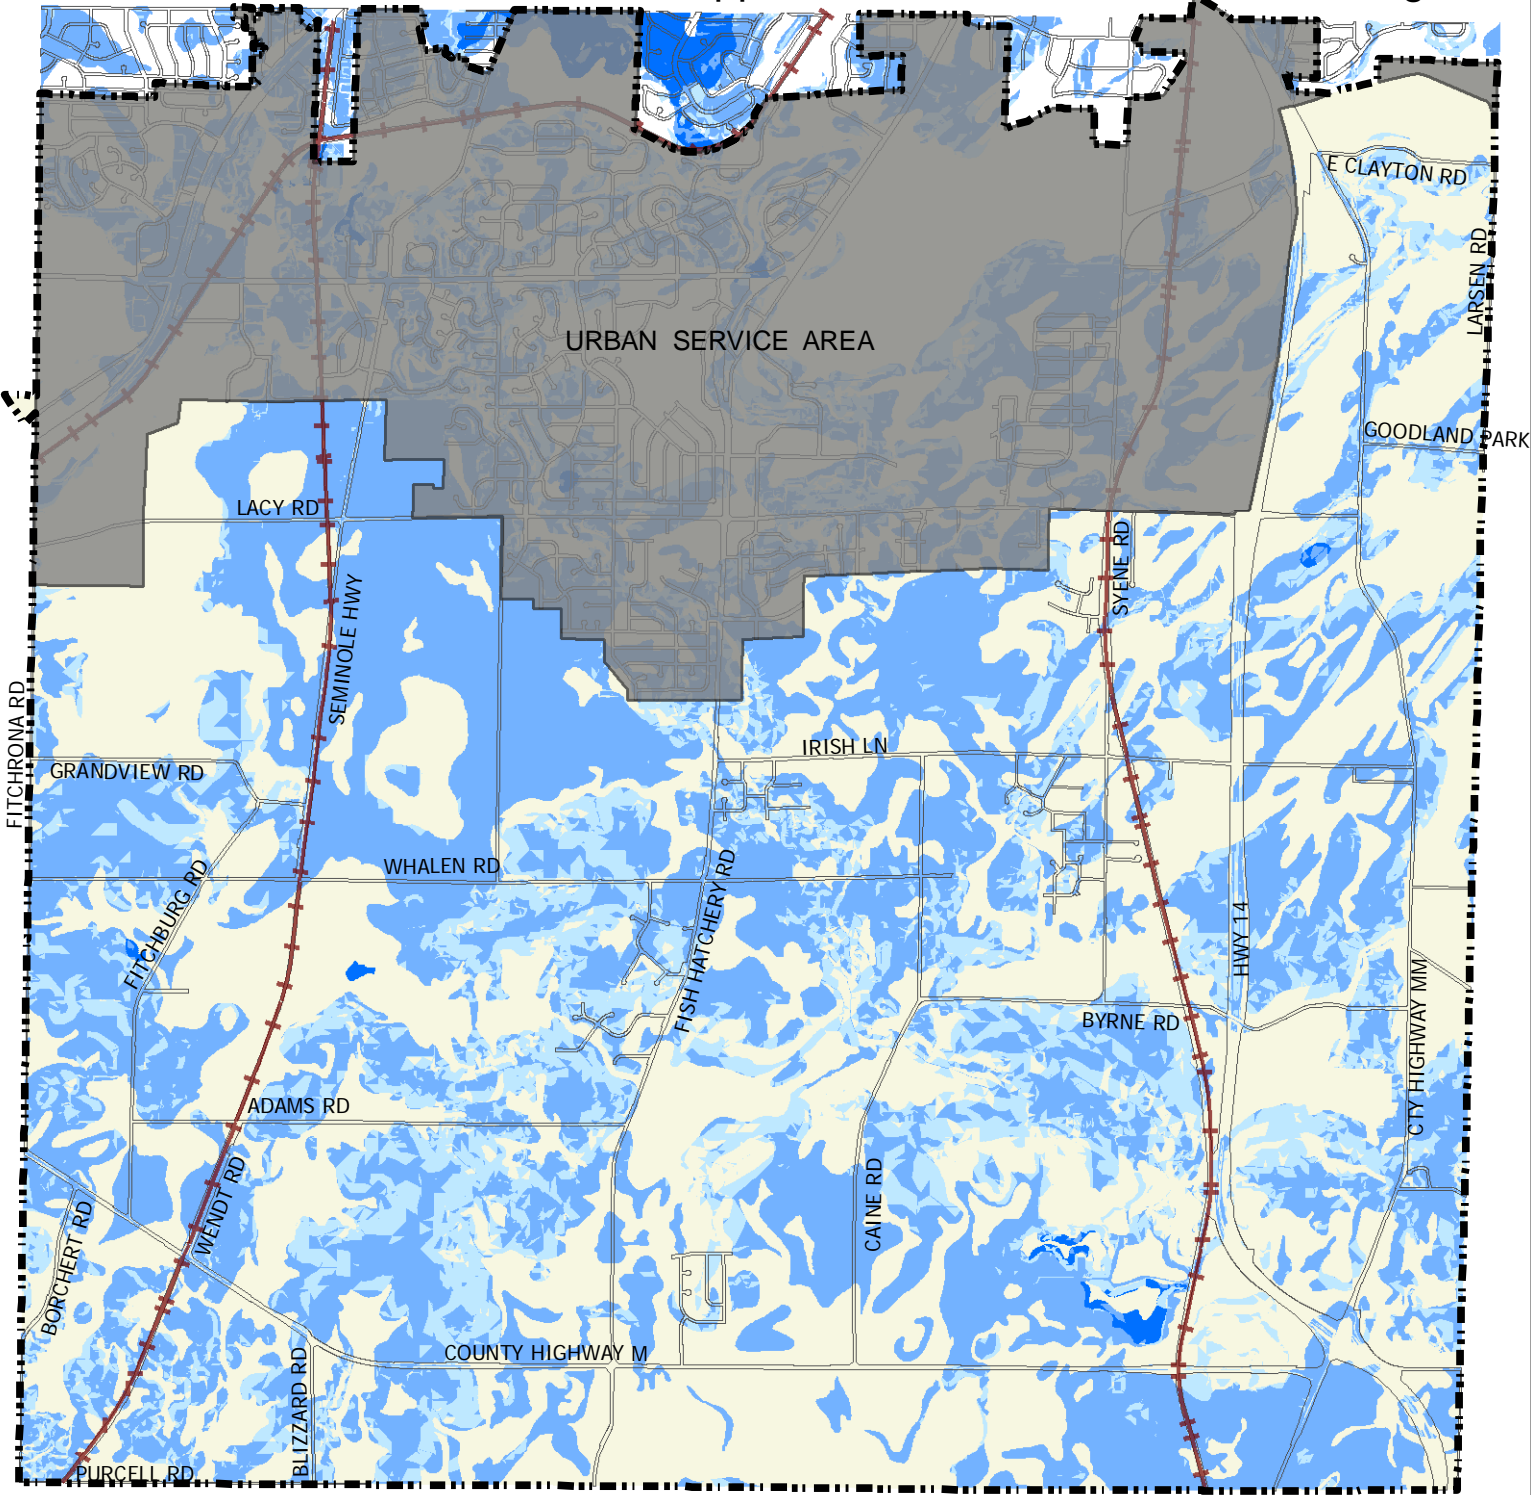 E CLAYTON RD
LARSEN RD
URBAN SERVICE AREA
GOODLAND PARK
LACY RD
SYENE RD
SEMINOLE HWY
FITCHRONA RD
IRISH LN
GRANDVIEW RD
WHALEN RD
FITCHBURG RD
FISH HATCHERY RD
HWY 14
CTY HIGHWAY MM
BYRNE RD
ADAMS RD
WENDT RD
CAINE RD
BORCHERT RD
COUNTY HIGHWAY M
BLIZZARD RD
PURCELL RD